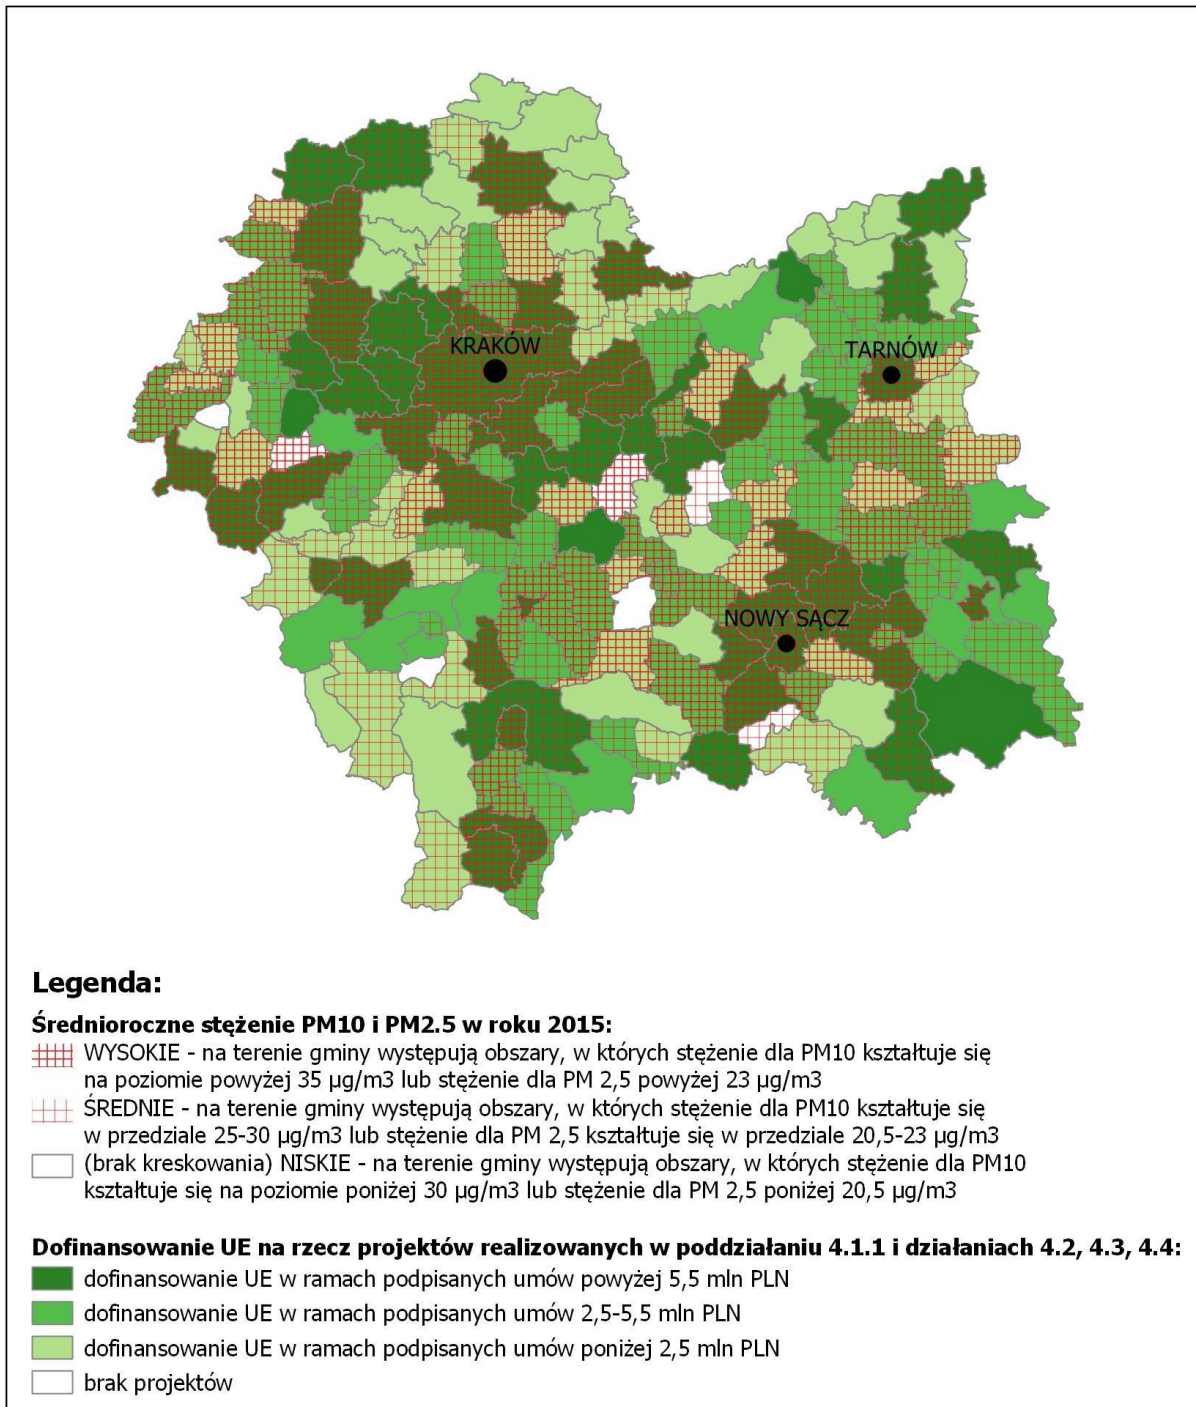 KRAKÓW
TARNÓW
NOWY SĄCZ
Legenda:
Średnioroczne stężenie PM10 i PM2.5 w roku 2015:
WYSOKIE - na terenie gminy występują obszary, w których stężenie dla PM10 kształtuje się
na poziomie powyżej 35 µg/m3 lub stężenie dla PM 2,5 powyżej 23 µg/m3
ŚREDNIE - na terenie gminy występują obszary, w których stężenie dla PM10 kształtuje się
w przedziale 25-30 µg/m3 lub stężenie dla PM 2,5 kształtuje się w przedziale 20,5-23 µg/m3
(brak kreskowania) NISKIE - na terenie gminy występują obszary, w których stężenie dla PM10
kształtuje się na poziomie poniżej 30 µg/m3 lub stężenie dla PM 2,5 poniżej 20,5 µg/m3
Dofinansowanie UE na rzecz projektów realizowanych w poddziałaniu 4.1.1 i działaniach 4.2, 4.3, 4.4:
dofinansowanie UE w ramach podpisanych umów powyżej 5,5 mln PLN
dofinansowanie UE w ramach podpisanych umów 2,5-5,5 mln PLN
dofinansowanie UE w ramach podpisanych umów poniżej 2,5 mln PLN
brak projektów